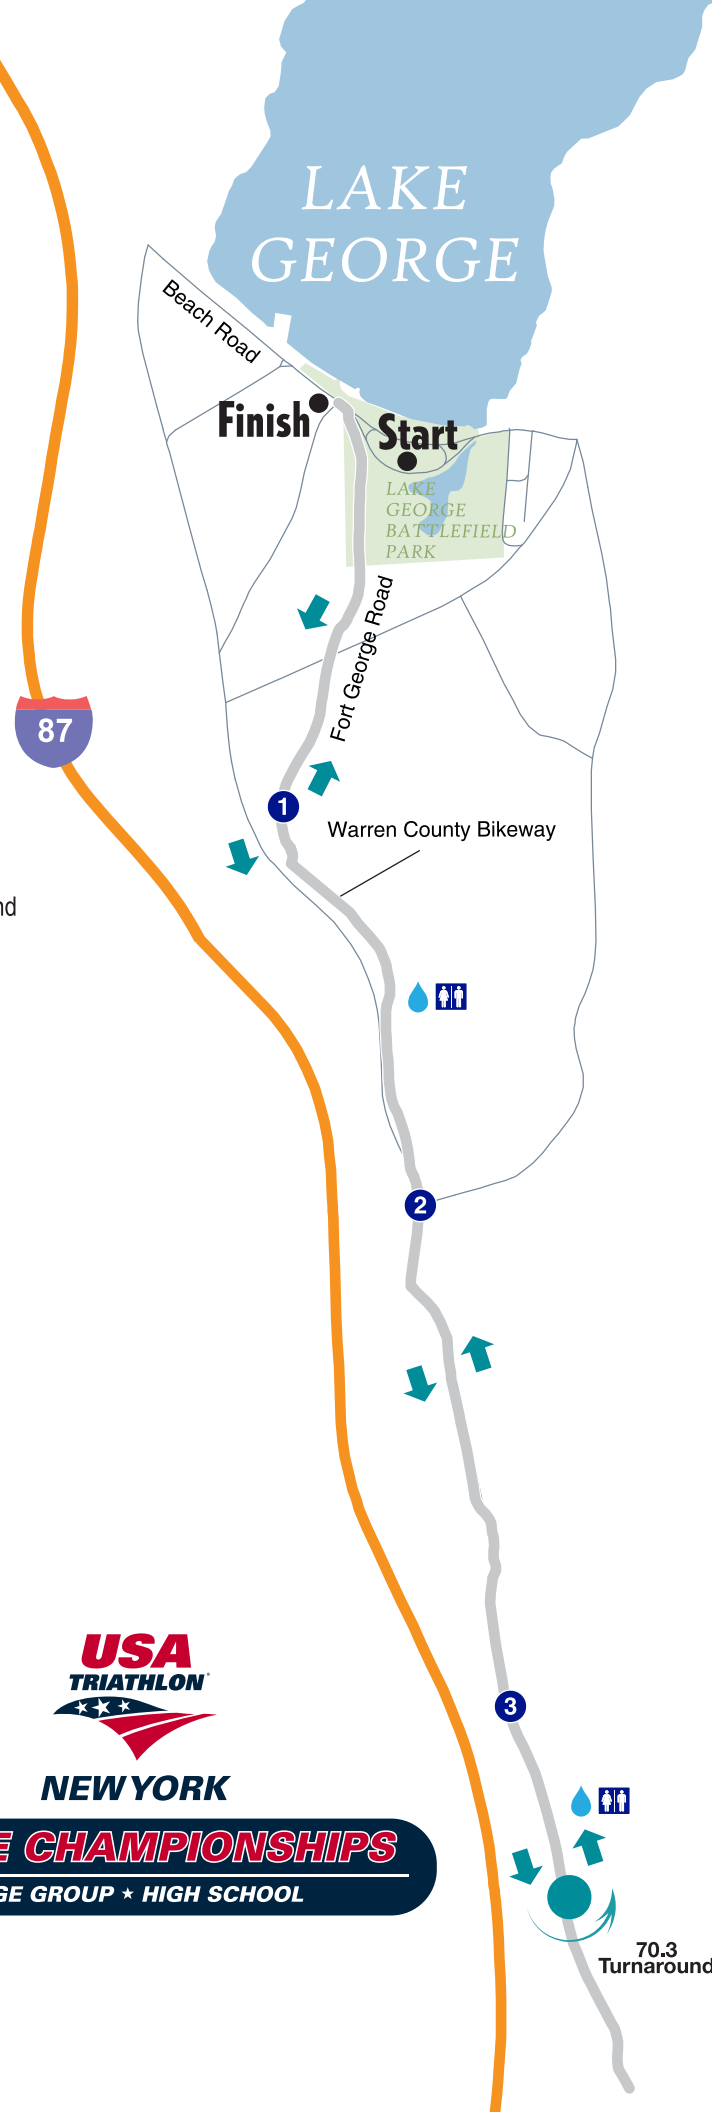 LAKE
GEORGE
Beach Road
Finish
Start
LAKE
GEORGE
BATTLEFIELD
PARK
Fort George Road
87
1
Warren County Bikeway
nd
2
USA
TRIATHLON
3
NEW YORK
E CHAMPIONSHIPS
GE GROUP ★ HIGH SCHOOL
70.3
Turnaround